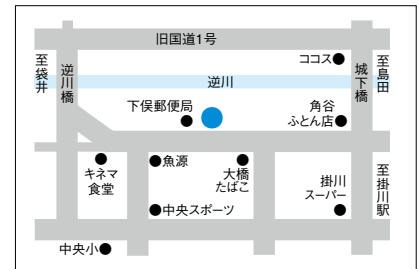 旧国道1号
ココス
至袋井
逆川橋
城下橋
至島田
逆川
下俣郵便局
角谷
ふとん店
魚源
大橋
たばこ
キネマ
食堂
掛川
スーパー
至掛川駅
中央スポーツ
中央小